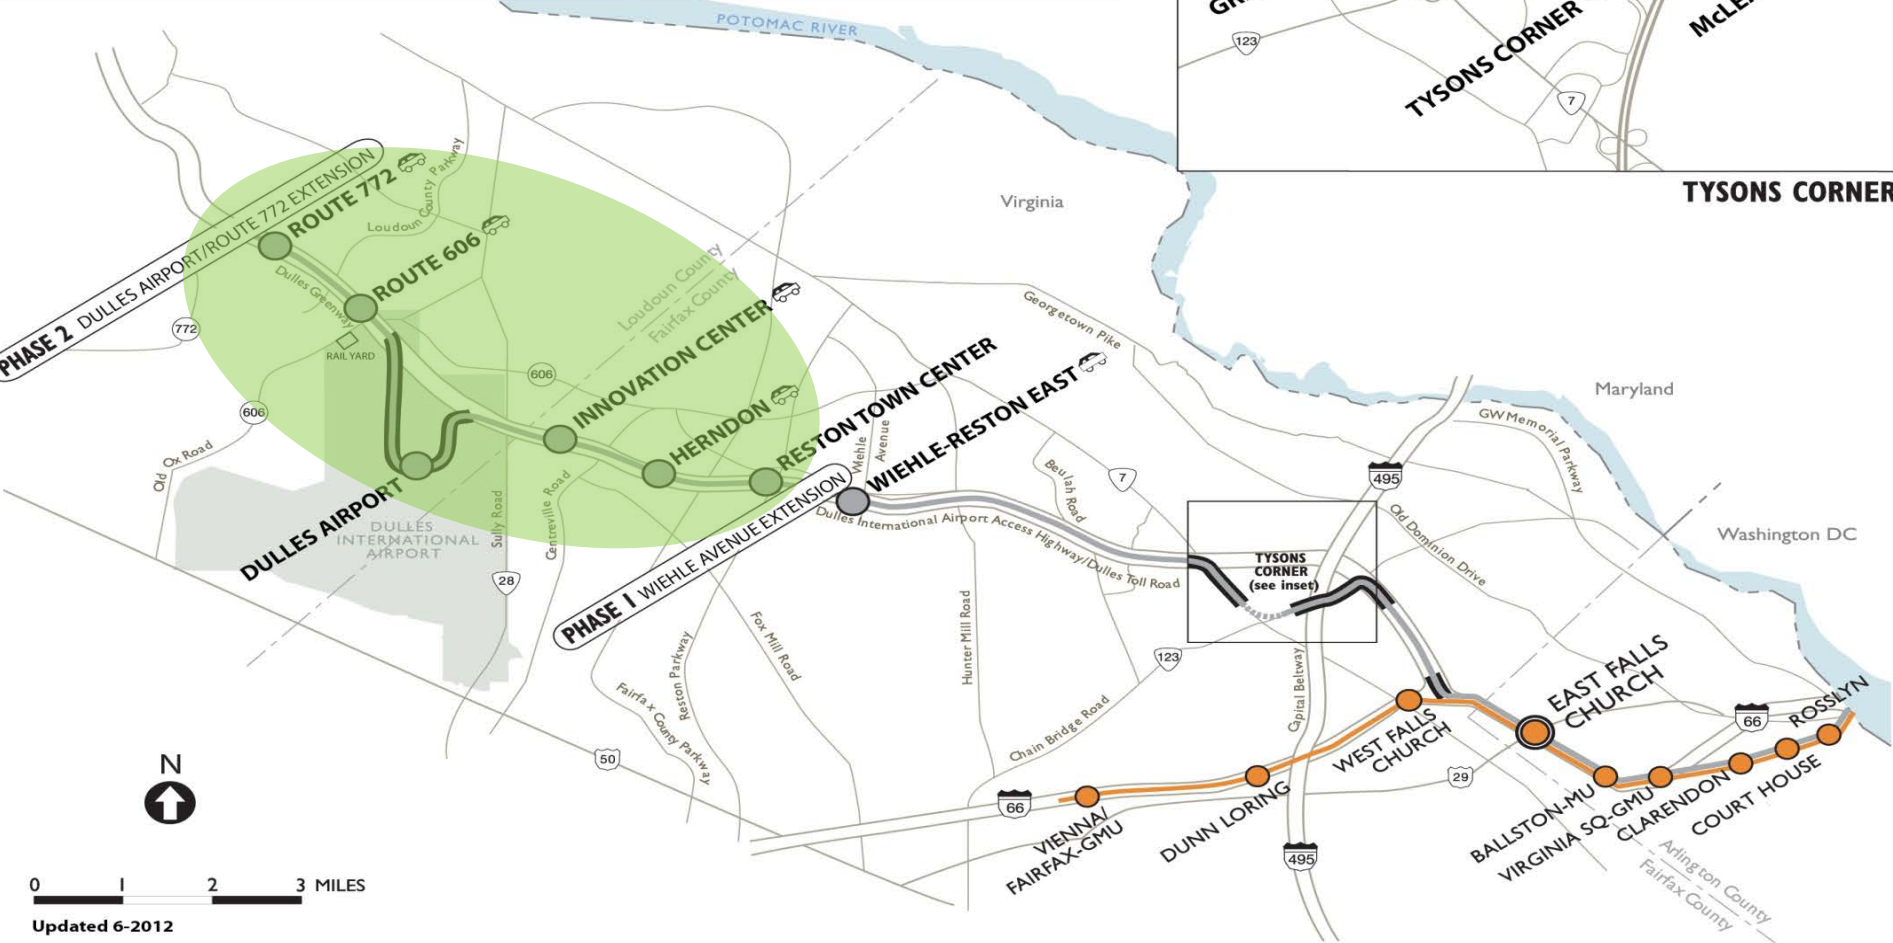 POTOMAC RIVER
123
TYSONS CORNER
7
TYSONS CORNER
PHASE 2 DULLES AIRPORT/ROUTE 772 EXTENSION
ROUTE 772
Loudoun County Parkway
ROUTE 606
Dulles Greenway
RAIL YARD
772
606
606
Old Ox Road
Loudoun County
Fairfax County
INNOVATION CENTER
HERNDON
RESTON TOWN CENTER
WIEHLE-RESTON EAST
Wiehle
Avenue
DULLES AIRPORT
DULLES
INTERNATIONAL
AIRPORT
Sully Road
Centreville Road
28
PHASE 1 WIEHLE AVENUE EXTENSION
Dulles International Airport Access Highway/Dulles Toll Road
Virginia
Georgetown Pike
Maryland
GW Memorial Parkway
Washington DC
Beulah Road
7
495
Old Dominion Drive
TYSONS
CORNER
(see inset)
Fox Mill Road
Reston Parkway
Fairfax County Parkway
Hunter Mill Road
123
Chain Bridge Road
Capital Beltway
50
66
VIENNA/
FAIRFAX-GMU
DUNN LORING
WEST FALLS
CHURCH
EAST FALLS
CHURCH
29
66
ROSSLYN
BALLSTON-MU
VIRGINIA SQ-GMU
CLARENDON
COURT HOUSE
495
Arlington County
Fairfax County
N
0 1 2 3 MILES
Updated 6-2012